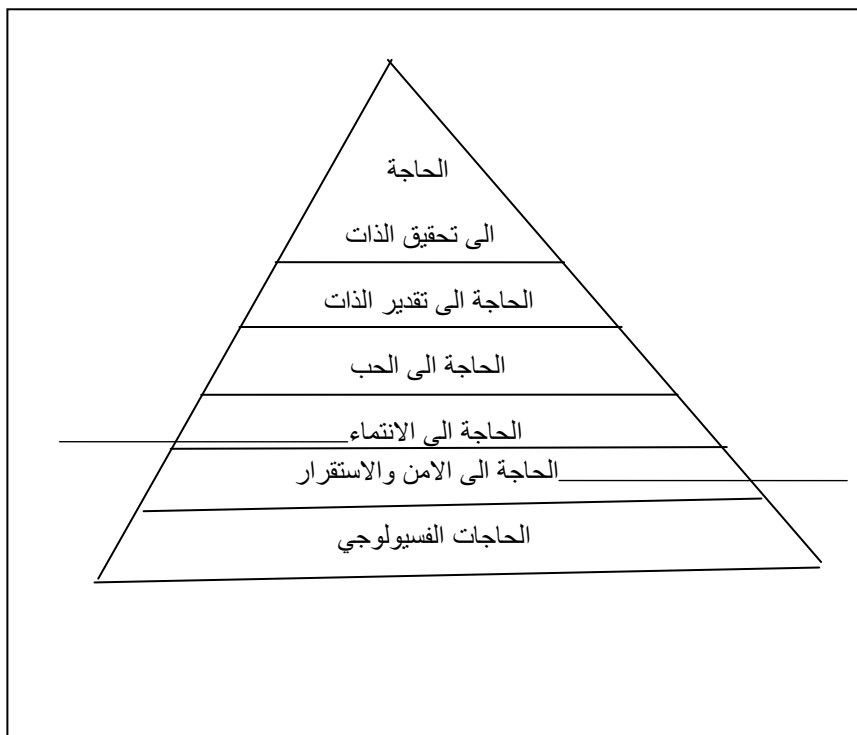 الحاجة
الى تحقيق الذات
الحاجة الى تقدير الذات
الحاجة الى الحب
الحاجة الى الانتماء
الحاجة الى الامن والاستقرار
الحاجات الفسيولوجي